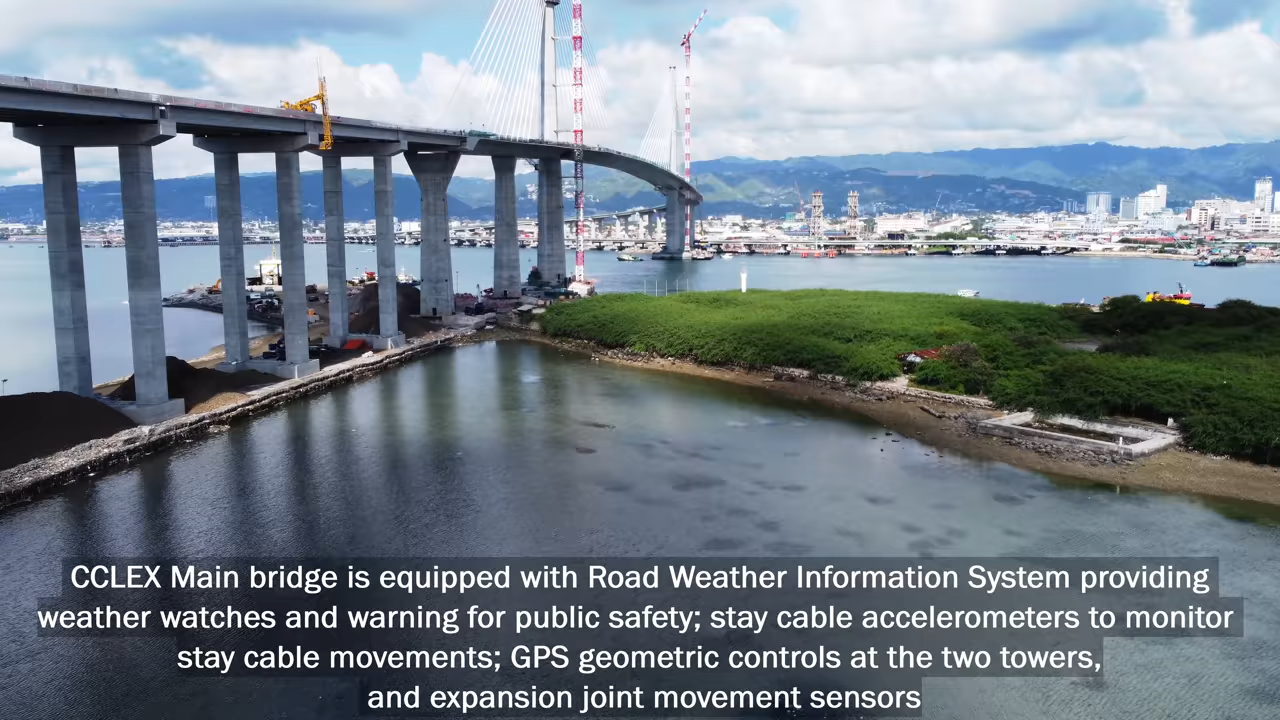 CCLEX Main bridge is equipped with Road Weather Information System providing
weather watches and warning for public safety; stay cable accelerometers to monitor
stay cable movements; GPS geometric controls at the two towers,
and expansion joint movement sensors